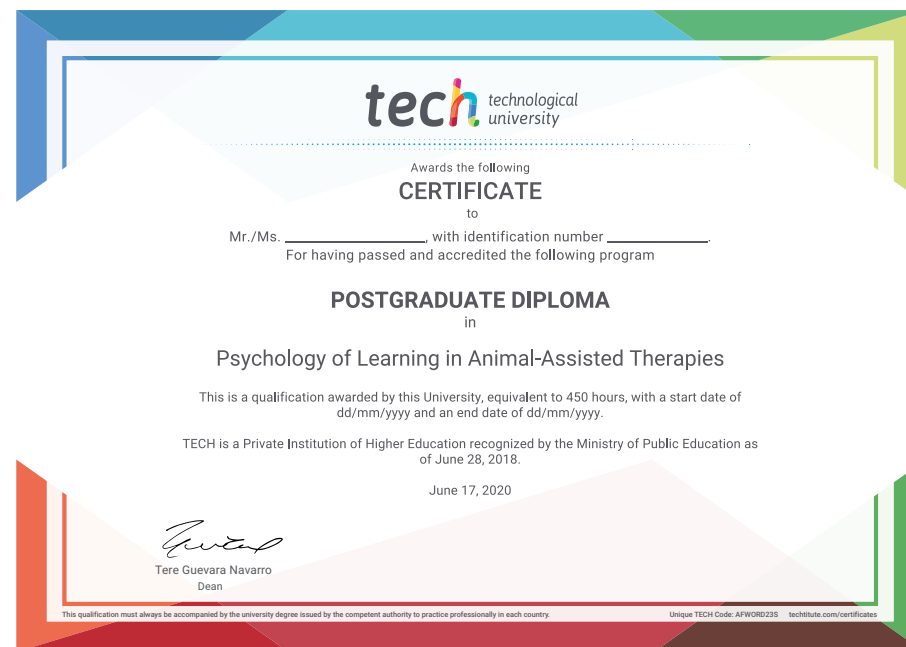 tech technological
university
Awards the following
CERTIFICATE
to
Mr./Ms. ____________________, with identification number ______________.
For having passed and accredited the following program
POSTGRADUATE DIPLOMA
in
Psychology of Learning in Animal-Assisted Therapies
This is a qualification awarded by this University, equivalent to 450 hours, with a start date of
dd/mm/yyyy and an end date of dd/mm/yyyy.
TECH is a Private Institution of Higher Education recognized by the Ministry of Public Education as
of June 28, 2018.
June 17, 2020
Tere Guevara Navarro
Dean
This qualification must always be accompanied by the university degree issued by the competent authority to practice professionally in each country.
Unique TECH Code: AFWORD23S techtitute.com/certificates